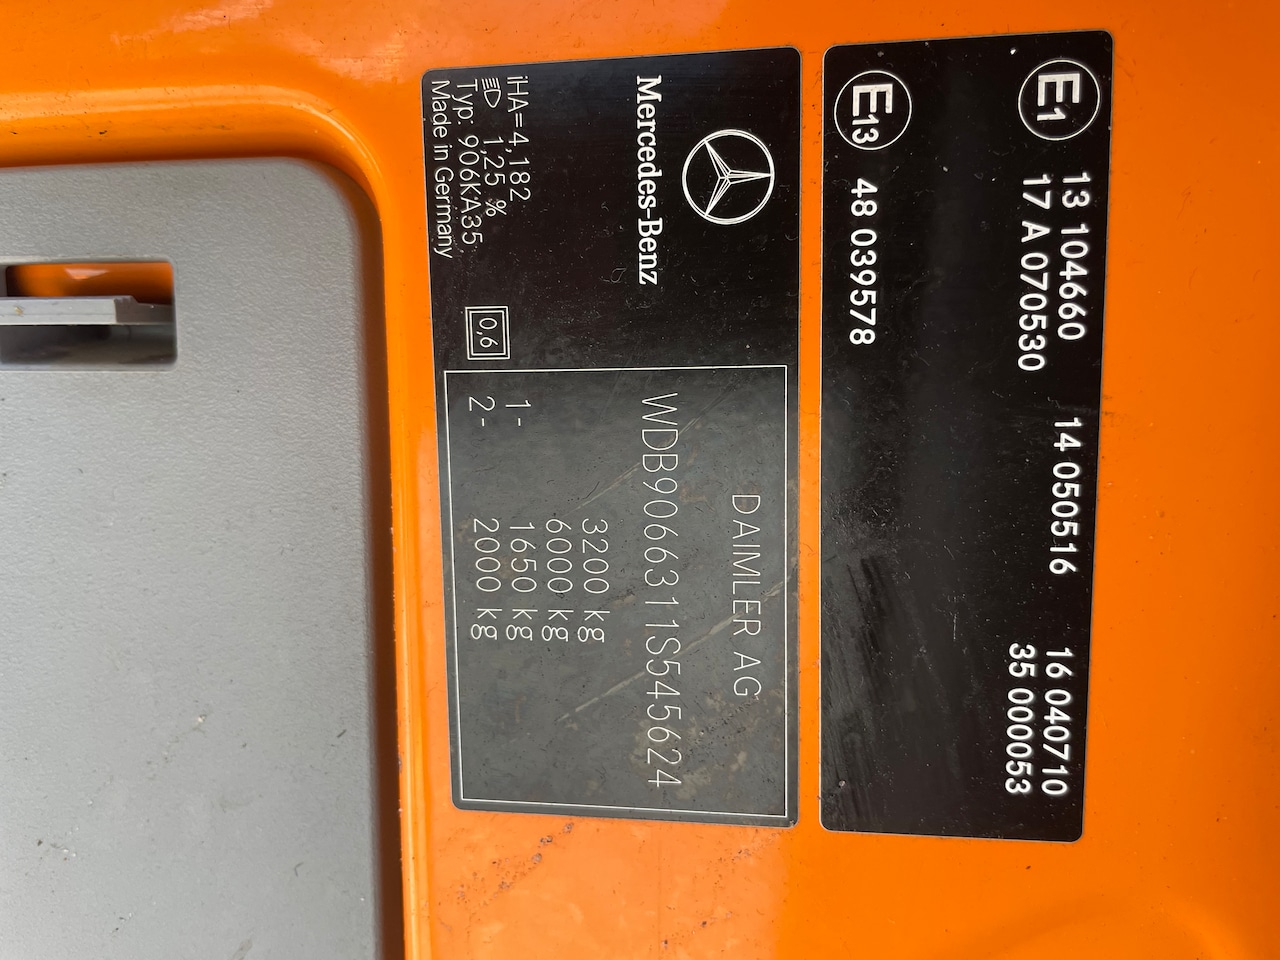 E1
13 104660
14 050516
16 040710
17 A 070530
35 000053
E13
48 039578
Mercedes-Benz
iHA=4,182
1,25 %
Typ: 906KA35
Made in Germany
0,6
DAIMLER AG
WDB9066311S545624
3200 kg
6000 kg
1- 1650 kg
2- 2000 kg